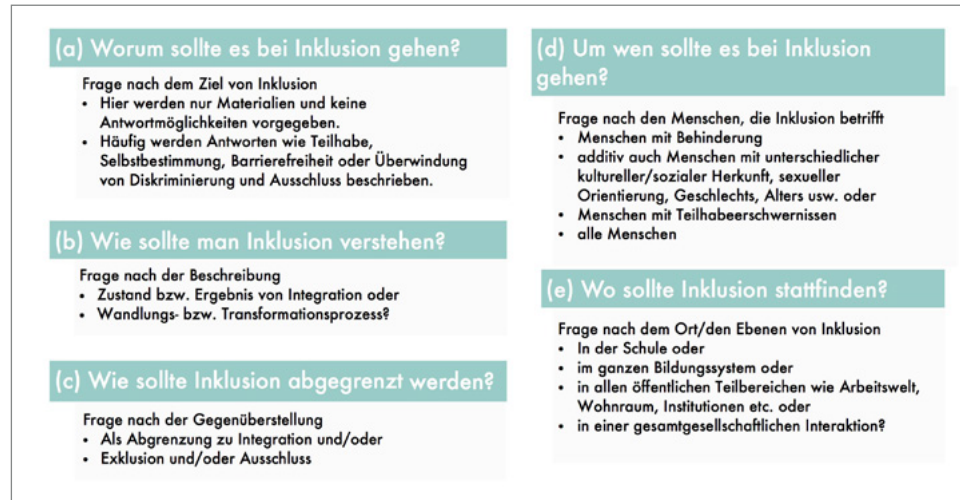 (a) Worum sollte es bei Inklusion gehen?
Frage nach dem Ziel von Inklusion
• Hier werden nur Materialien und keine
Antwortmöglichkeiten vorgegeben.
• Häufig werden Antworten wie Teilhabe,
Selbstbestimmung, Barrierefreiheit oder Überwindung
von Diskriminierung und Ausschluss beschrieben.
(b) Wie sollte man Inklusion verstehen?
Frage nach der Beschreibung
• Zustand bzw. Ergebnis von Integration oder
• Wandlungs- bzw. Transformationsprozess?
(c) Wie sollte Inklusion abgegrenzt werden?
Frage nach der Gegenüberstellung
• Als Abgrenzung zu Integration und/oder
• Exklusion und/oder Ausschluss
(d) Um wen sollte es bei Inklusion
gehen?
Frage nach den Menschen, die Inklusion betrifft
• Menschen mit Behinderung
• additiv auch Menschen mit unterschiedlicher
kultureller/sozialer Herkunft, sexueller
Orientierung, Geschlechts, Alters usw. oder
• Menschen mit Teilhabeerschwernissen
• alle Menschen
(e) Wo sollte Inklusion stattfinden?
Frage nach dem Ort/den Ebenen von Inklusion
• In der Schule oder
• im ganzen Bildungssystem oder
• in allen öffentlichen Teilbereichen wie Arbeitswelt,
Wohnraum, Institutionen etc. oder
• in einer gesamtgesellschaftlichen Interaktion?